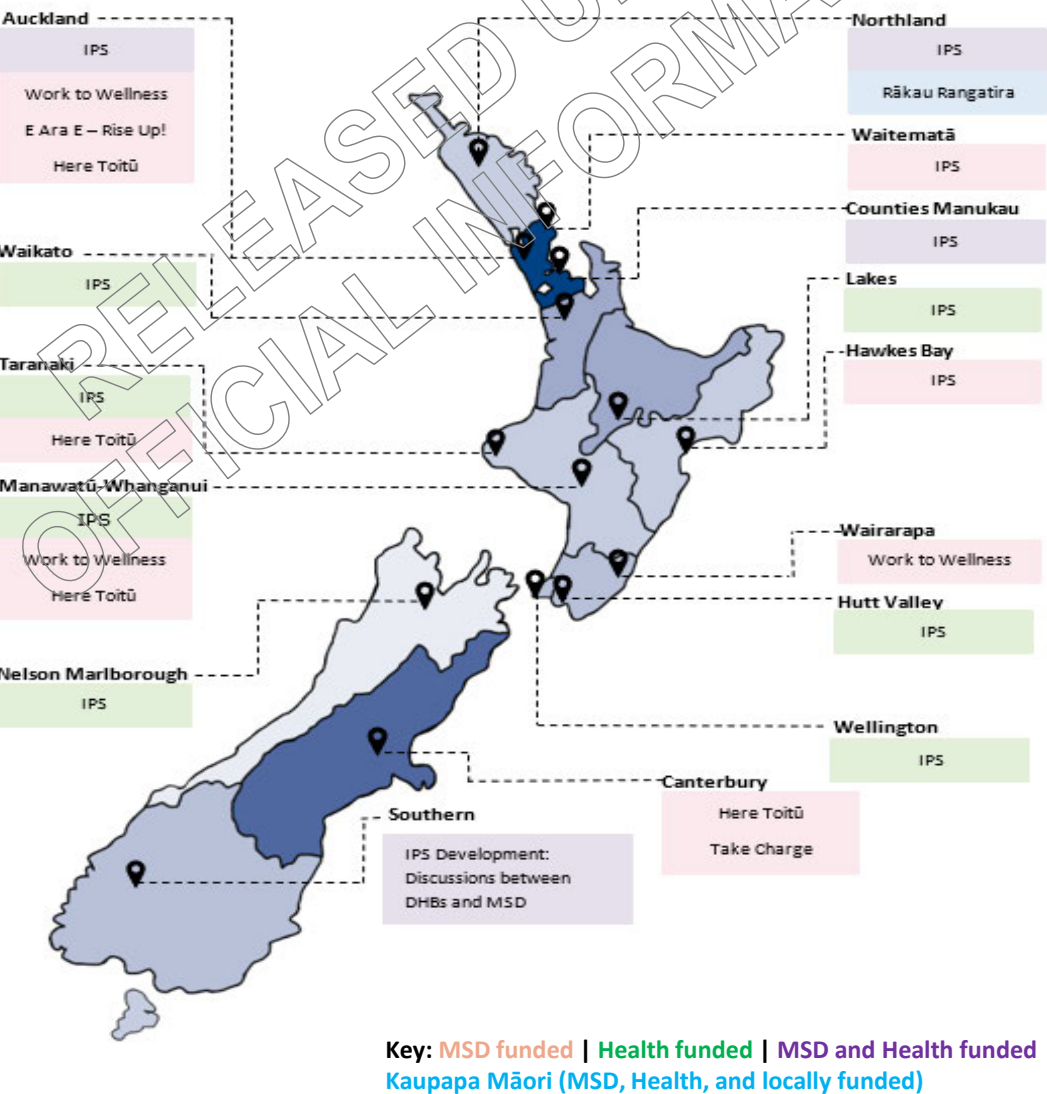 Auckland
IPS
Work to Wellness
E Ara E – Rise Up!
Here Toitū
Waikato
IPS
Taranaki
IPS
Here Toitū
Manawatū-Whanganui
IPS
Work to Wellness
Here Toitū
Nelson Marlborough
IPS
Northland
IPS
Rākau Rangatira
Waitematā
IPS
Counties Manukau
IPS
Lakes
IPS
Hawkes Bay
IPS
Wairarapa
Work to Wellness
Hutt Valley
IPS
Wellington
IPS
Canterbury
Here Toitū
Take Charge
Southern
IPS Development:
Discussions between
DHBs and MSD
Key: MSD funded | Health funded | MSD and Health funded
Kaupapa Māori (MSD, Health, and locally funded)
RELEASED
OFFICIAL